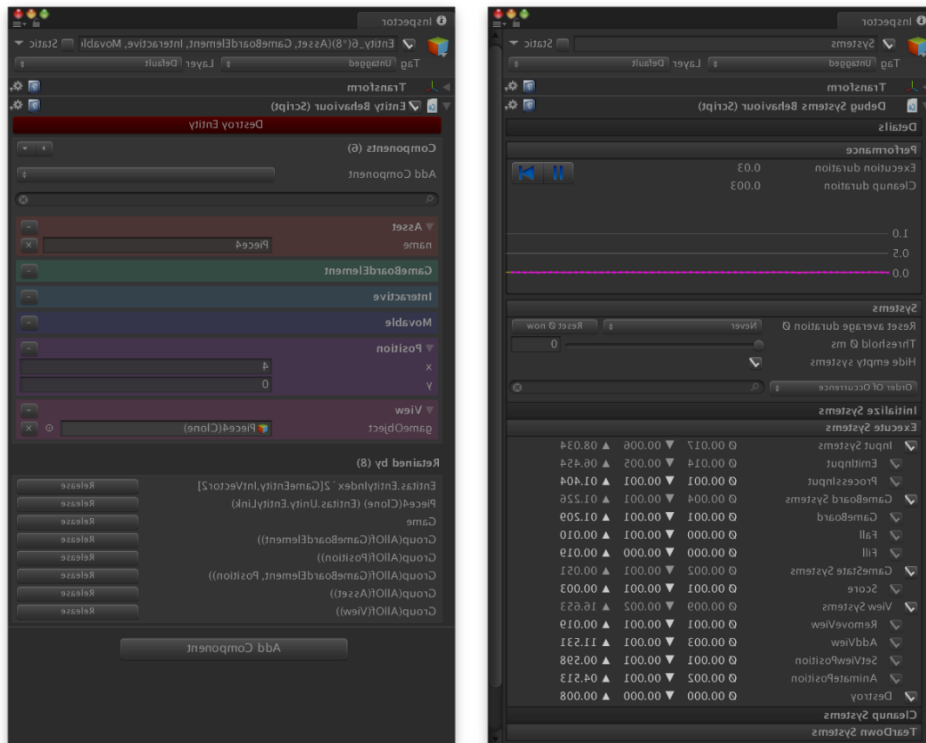 Inspector
Systems Static
Tag Untagged Layer Default
Transform
Debug Systems Behaviour (Script)
Details
Performance
Execution duration 0.03
Cleanup duration 0.003
1.0
0.5
0.0
Systems
Reset average duration Ø Never Reset Ø now
Threshold Ø ms 0
Hide empty systems
Order Of Occurrence
Initialize Systems
Execute Systems
Input Systems Ø 00.017 ▼ 00.006 ▲ 08.034
EmitInput Ø 00.014 ▼ 00.005 ▲ 06.454
ProcessInput Ø 00.001 ▼ 00.001 ▲ 01.404
GameBoard Systems Ø 00.004 ▼ 00.001 ▲ 01.226
GameBoard Ø 00.001 ▼ 00.001 ▲ 01.209
Fall Ø 00.000 ▼ 00.001 ▲ 00.010
Fill Ø 00.000 ▼ 00.000 ▲ 00.019
GameState Systems Ø 00.002 ▼ 00.001 ▲ 00.051
Score Ø 00.001 ▼ 00.001 ▲ 00.003
View Systems Ø 00.009 ▼ 00.002 ▲ 16.653
RemoveView Ø 00.001 ▼ 00.001 ▲ 00.019
AddView Ø 00.003 ▼ 00.001 ▲ 11.531
SetViewPosition Ø 00.001 ▼ 00.001 ▲ 00.598
AnimatePosition Ø 00.002 ▼ 00.001 ▲ 04.513
Destroy Ø 00.000 ▼ 00.000 ▲ 00.008
Cleanup Systems
TearDown Systems
Inspector
Entity_6(*8)(Asset, GameBoardElement, Interactive, Movabl Static
Tag Untagged Layer Default
Transform
Entity Behaviour (Script)
Destroy Entity
Components (6)
Add Component
Asset
name Piece4
GameBoardElement
Interactive
Movable
Position
x 4
y 0
View
gameObject Piece4(Clone)
Retained by (8)
Entitas.EntityIndex`2[GameEntity,IntVector2] Release
Piece4(Clone) (Entitas.Unity.EntityLink) Release
Game Release
Group(AllOf(GameBoardElement)) Release
Group(AllOf(Position)) Release
Group(AllOf(GameBoardElement, Position)) Release
Group(AllOf(Asset)) Release
Group(AllOf(View)) Release
Add Component